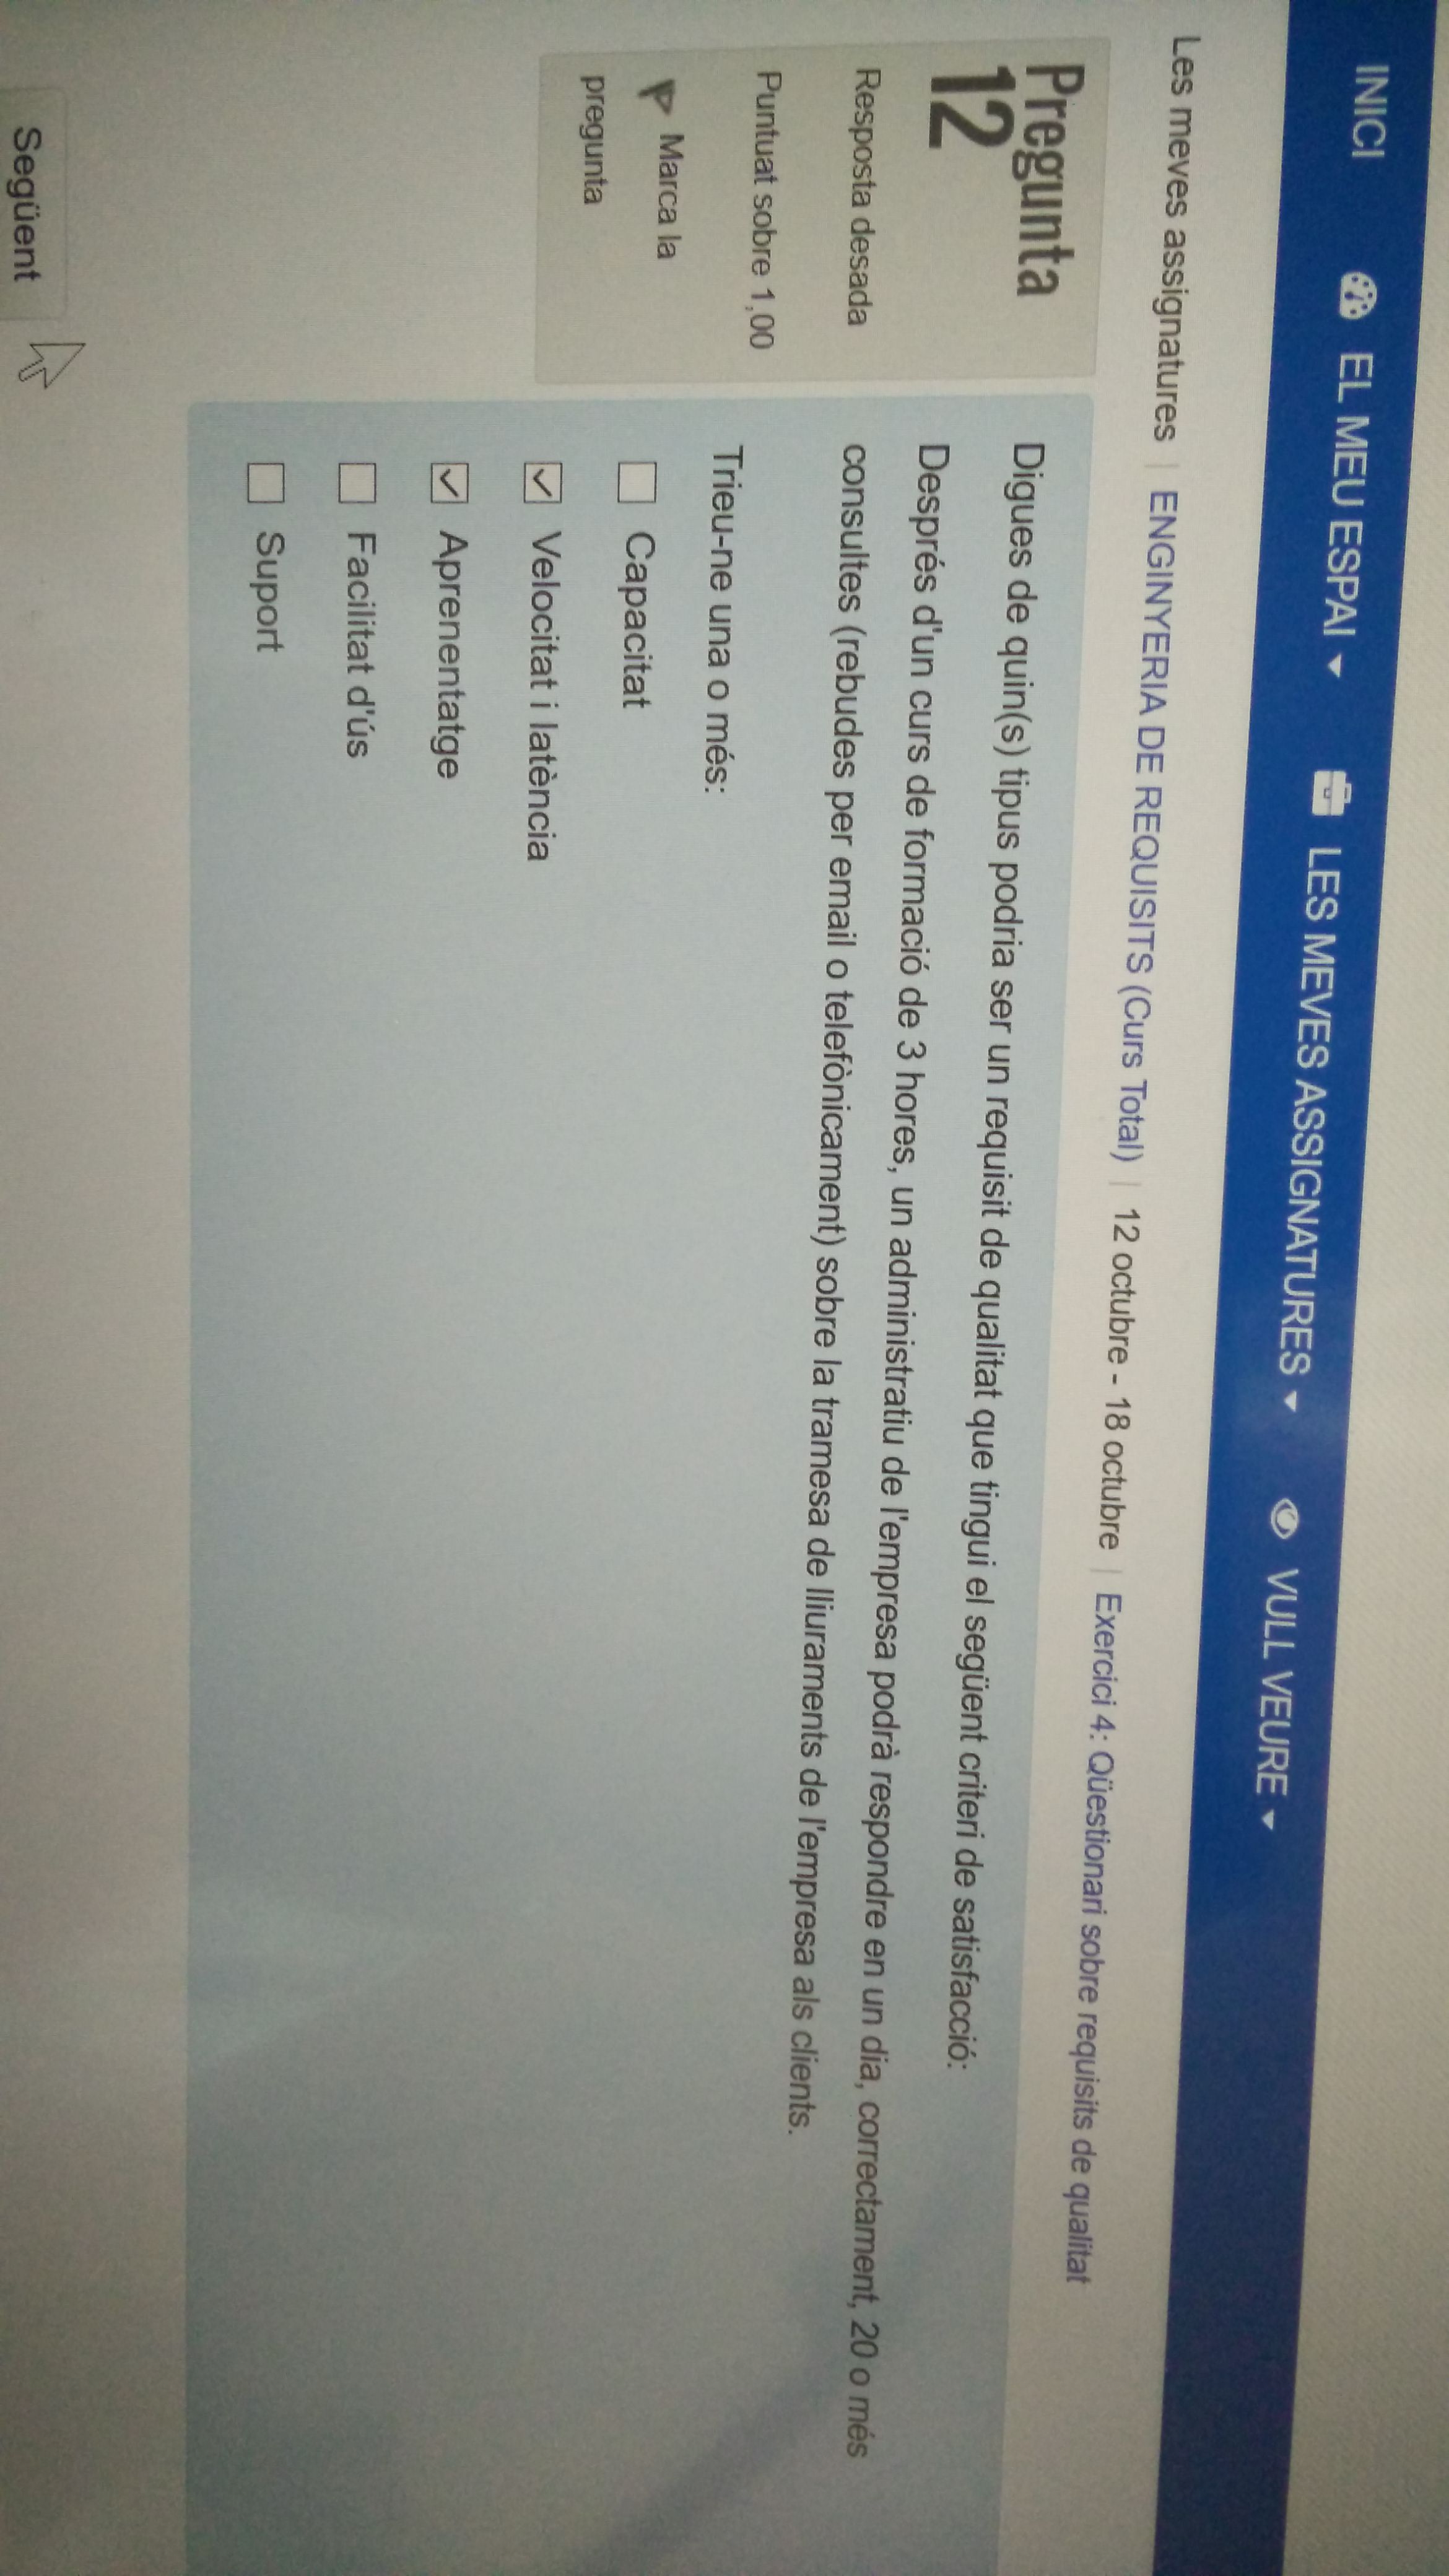 INICI EL MEU ESPAI LES MEVES ASSIGNATURES VULL VEURE
Les meves assignatures | ENGINYERIA DE REQUISITS (Curs Total) | 12 octubre - 18 octubre | Exercici 4: Qüestionari sobre requisits de qualitat
Pregunta
12
Resposta desada
Puntuat sobre 1,00
Marca la
pregunta
Digues de quin(s) tipus podria ser un requisit de qualitat que tingui el següent criteri de satisfacció:
Després d'un curs de formació de 3 hores, un administratiu de l'empresa podrà respondre en un dia, correctament, 20 o més
consultes (rebudes per email o telefònicament) sobre la tramesa de lliuraments de l'empresa als clients.
Trieu-ne una o més:
Capacitat
Velocitat i latència
Aprenentatge
Facilitat d'ús
Suport
Següent